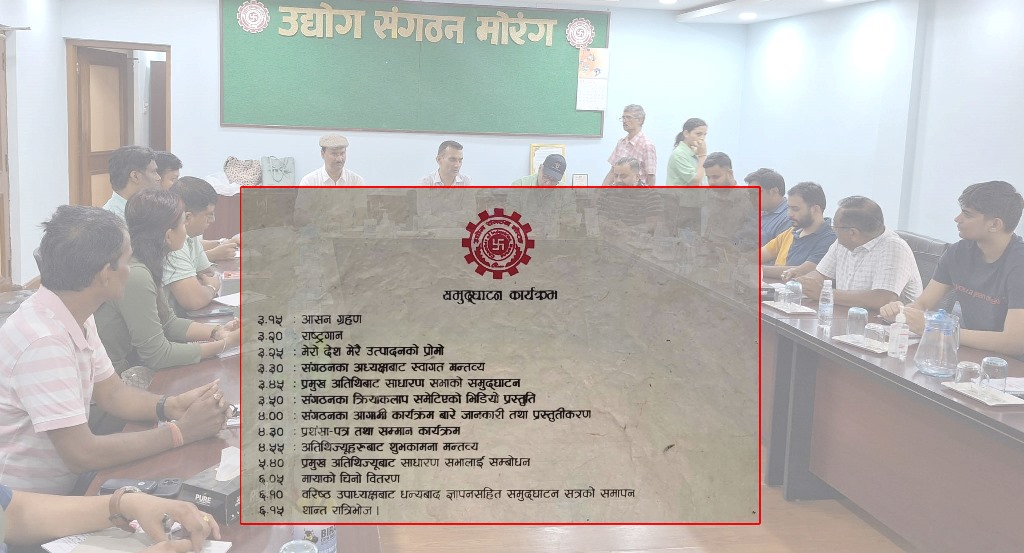 उद्योग संगठन मोरंग
समुद्घाटन कार्यक्रम
३.१५ : आसन ग्रहण
३.२० : राष्ट्रगान
३.२५ : मेरो देश मेरै उत्पादनको प्रोमो
३.३० : संगठनका अध्यक्षबाट स्वागत मन्तव्य
३.४५ : प्रमुख अतिथिबाट साधारण सभाको समुद्घाटन
३.५० : संगठनका क्रियाकलाप समेटिएको भिडियो प्रस्तुति
४.०० : संगठनका आगामी कार्यक्रम बारे जानकारी तथा प्रस्तुतीकरण
४.३० : प्रशंसा-पत्र तथा सम्मान कार्यक्रम
४.५५ : अतिथिज्यूहरूबाट शुभकामना मन्तव्य
५.४० : प्रमुख अतिथिज्यूबाट साधारण सभालाई सम्बोधन
६.०५ : मायाको चिनो वितरण
६.१० : वरिष्ठ उपाध्यक्षबाट धन्यबाद ज्ञापनसहित समुद्घाटन सत्रको समापन
६.१५ : शान्त रात्रिभोज ।
PURE